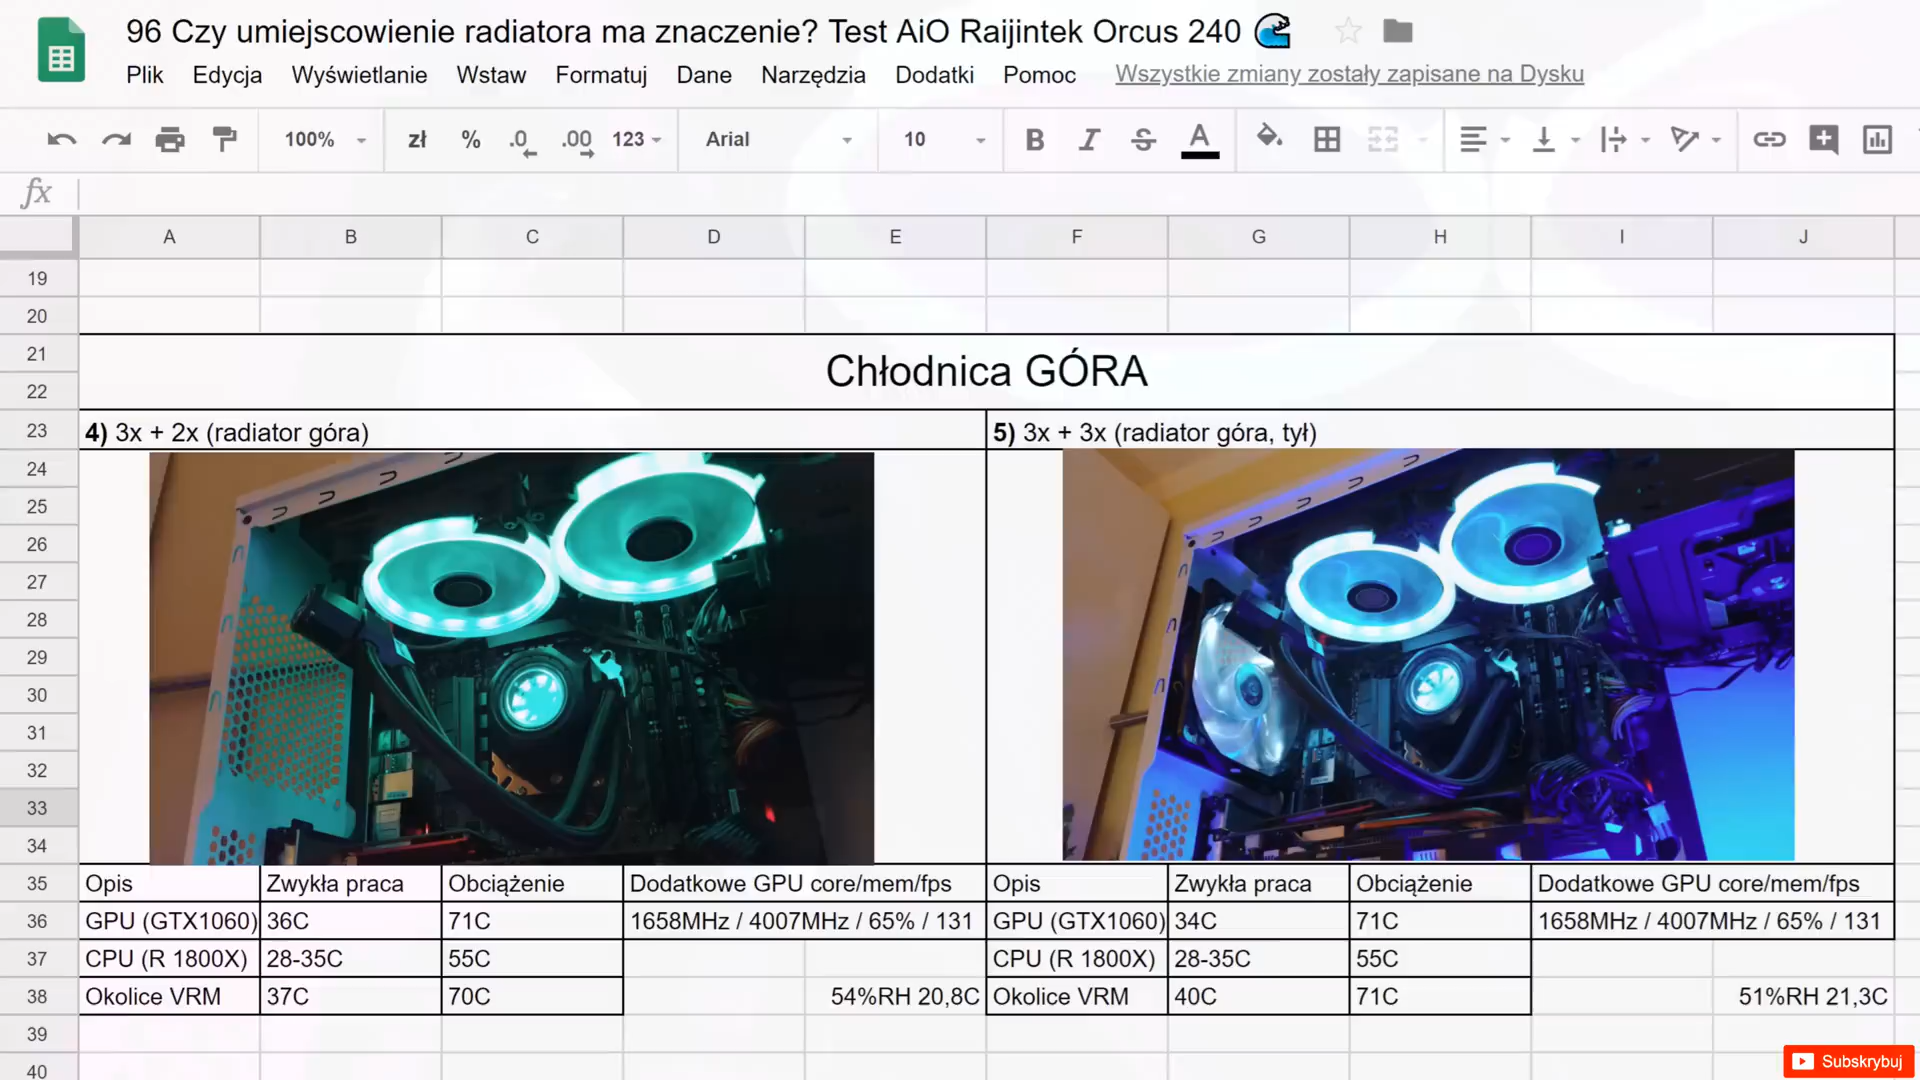 96 Czy umiejscowienie radiatora ma znaczenie? Test AiO Raijintek Orcus 240 🌊
Plik Edycja Wyświetlanie Wstaw Formatuj Dane Narzędzia Dodatki Pomoc Wszystkie zmiany zostały zapisane na Dysku
100% zł % .0 .00 123 Arial 10 B I S A
fx
A B C D E F G H I J
19
20
21
Chłodnica GÓRA
22
23 4) 3x + 2x (radiator góra) 5) 3x + 3x (radiator góra, tył)
24
25
26
27
28
29
30
31
32
33
34
35 Opis Zwykła praca Obciążenie Dodatkowe GPU core/mem/fps Opis Zwykła praca Obciążenie Dodatkowe GPU core/mem/fps
36 GPU (GTX1060) 36C 71C 1658MHz / 4007MHz / 65% / 131 GPU (GTX1060) 34C 71C 1658MHz / 4007MHz / 65% / 131
37 CPU (R 1800X) 28-35C 55C CPU (R 1800X) 28-35C 55C
38 Okolice VRM 37C 70C 54%RH 20,8C Okolice VRM 40C 71C 51%RH 21,3C
39
40
Subskrybuj